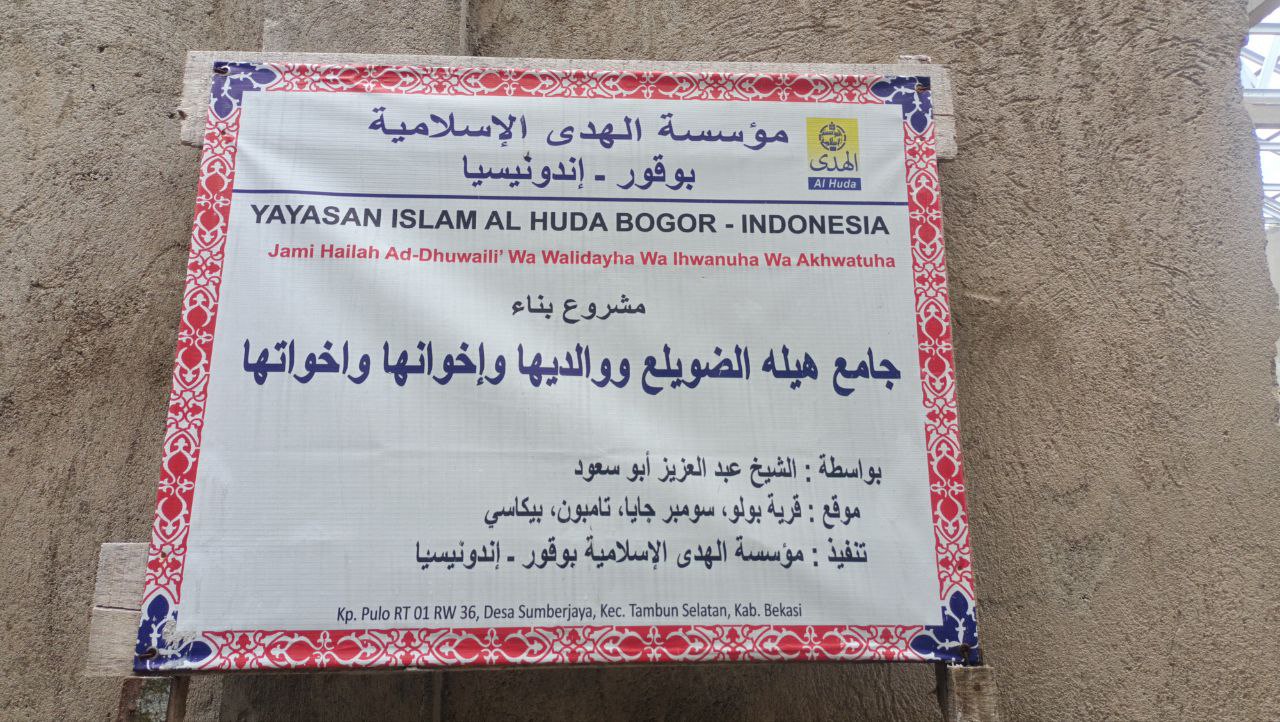 مؤسسة الهدى الإسلامية
بوقور - إندونيسيا
الهدى
Al Huda
YAYASAN ISLAM AL HUDA BOGOR - INDONESIA
Jami Hailah Ad-Dhuwaili' Wa Walidayha Wa Ihwanuha Wa Akhwatuha
مشروع بناء
جامع هيله الضويلع ووالديها وإخوانها واخواتها
بواسطة : الشيخ عبد العزيز أبو سعود
موقع : قرية بولو، سومبر جايا، تامبون، بيكاسي
تنفيذ : مؤسسة الهدى الإسلامية بوقور - إندونيسيا
Kp. Pulo RT 01 RW 36, Desa Sumberjaya, Kec. Tambun Selatan, Kab. Bekasi